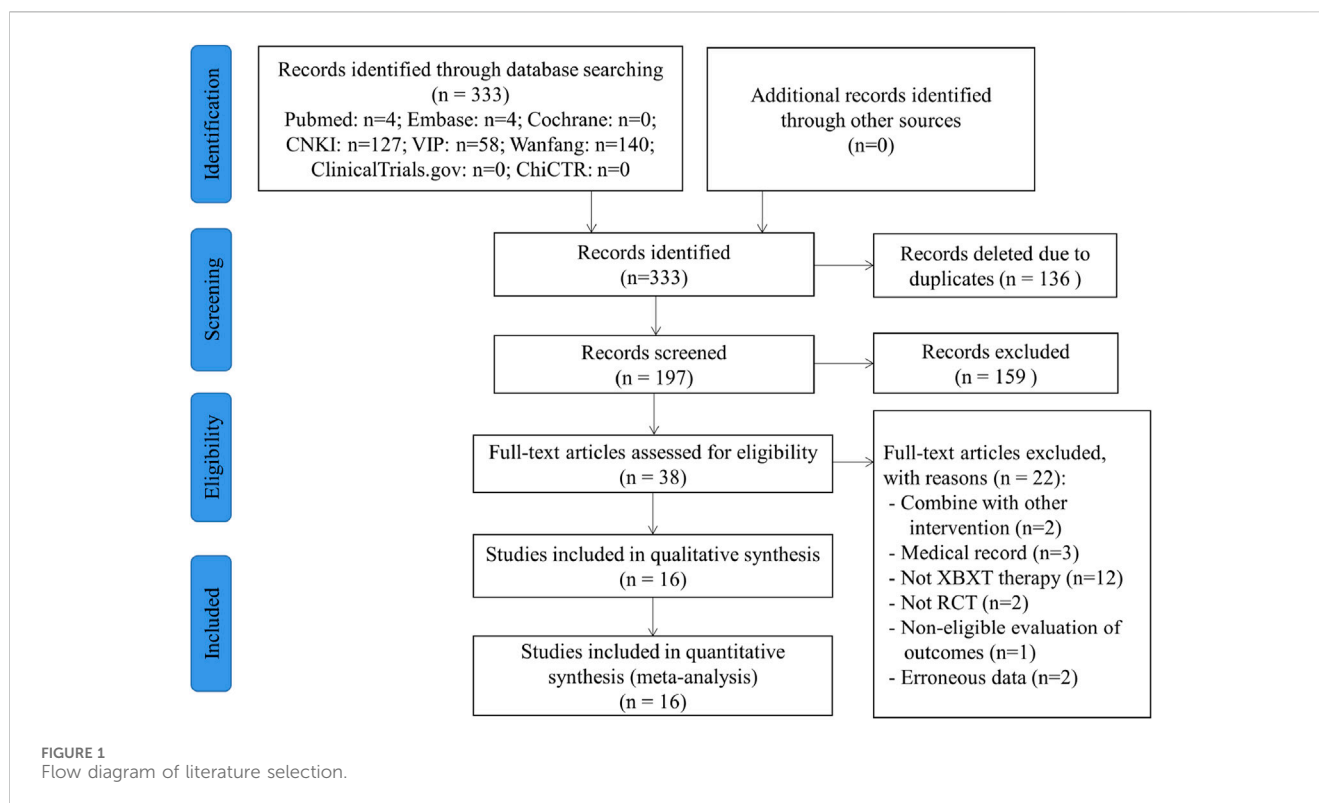 Identification
Records identified through database searching
(n = 333)
Pubmed: n=4; Embase: n=4; Cochrane: n=0;
CNKI: n=127; VIP: n=58; Wanfang: n=140;
ClinicalTrials.gov: n=0; ChiCTR: n=0
Additional records identified
through other sources
(n=0)
Screening
Records identified
(n=333)
Records deleted due to
duplicates (n = 136 )
Records screened
(n = 197)
Records excluded
(n = 159 )
Eligibility
Full-text articles assessed for eligibility
(n = 38)
Full-text articles excluded,
with reasons (n = 22):
- Combine with other
intervention (n=2)
- Medical record (n=3)
- Not XBXT therapy (n=12)
- Not RCT (n=2)
- Non-eligible evaluation of
outcomes (n=1)
- Erroneous data (n=2)
Included
Studies included in qualitative synthesis
(n = 16)
Studies included in quantitative
synthesis (meta-analysis)
(n = 16)
FIGURE 1
Flow diagram of literature selection.